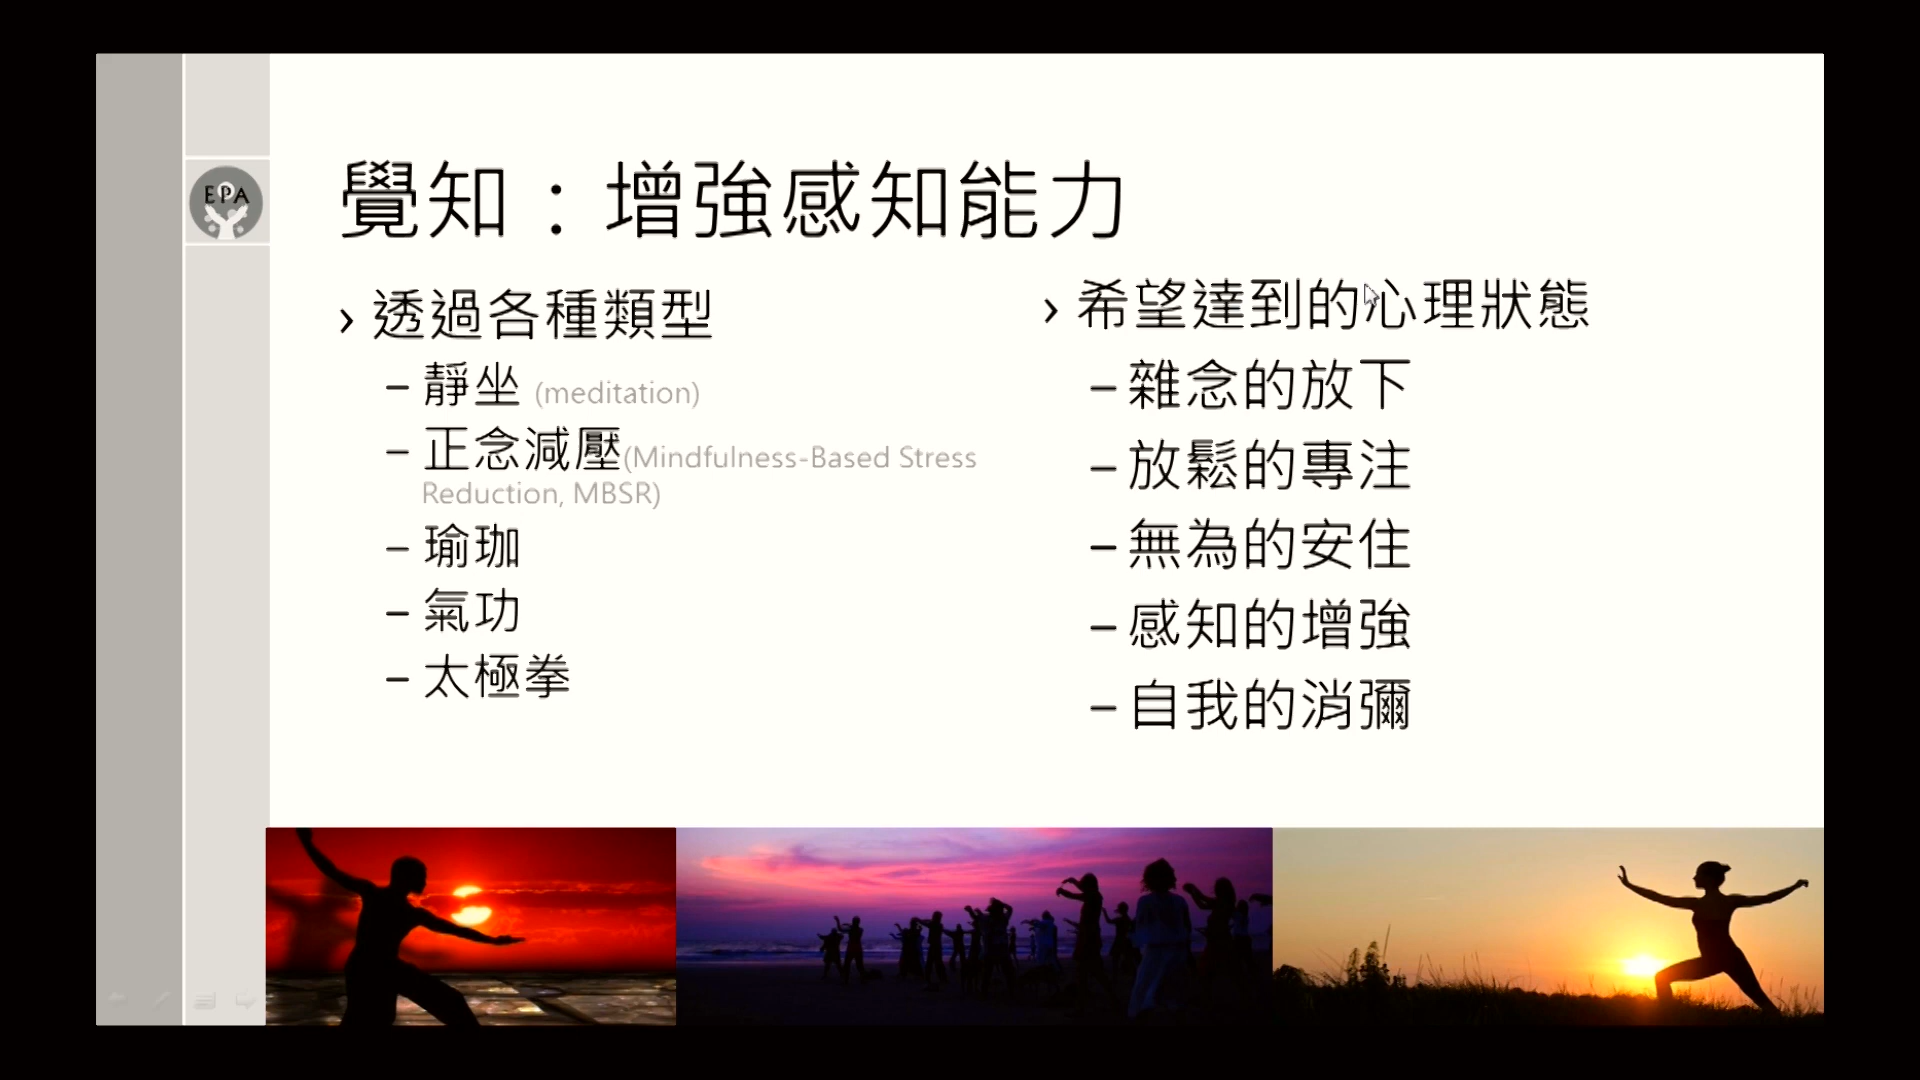 EPA
覺知：增強感知能力
› 透過各種類型
– 靜坐 (meditation)
– 正念減壓(Mindfulness-Based Stress
Reduction, MBSR)
– 瑜珈
– 氣功
– 太極拳
› 希望達到的心理狀態
– 雜念的放下
– 放鬆的專注
– 無為的安住
– 感知的增強
– 自我的消彌